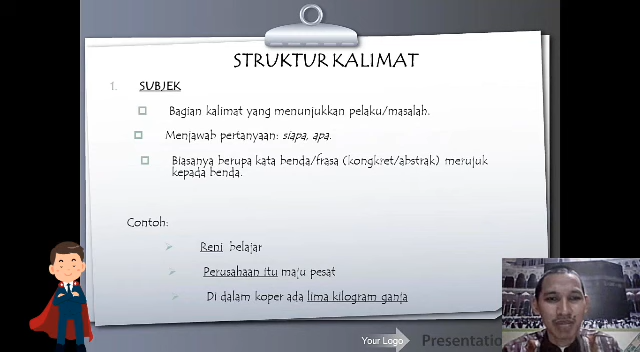 STRUKTUR KALIMAT
1. SUBJEK
Bagian kalimat yang menunjukkan pelaku/masalah.
Menjawab pertanyaan: siapa, apa.
Biasanya berupa kata benda/frasa (kongkret/abstrak) merujuk
kepada benda.
Contoh:
Reni belajar
Perusahaan itu maju pesat
Di dalam koper ada lima kilogram ganja
Your Logo
Presentatio